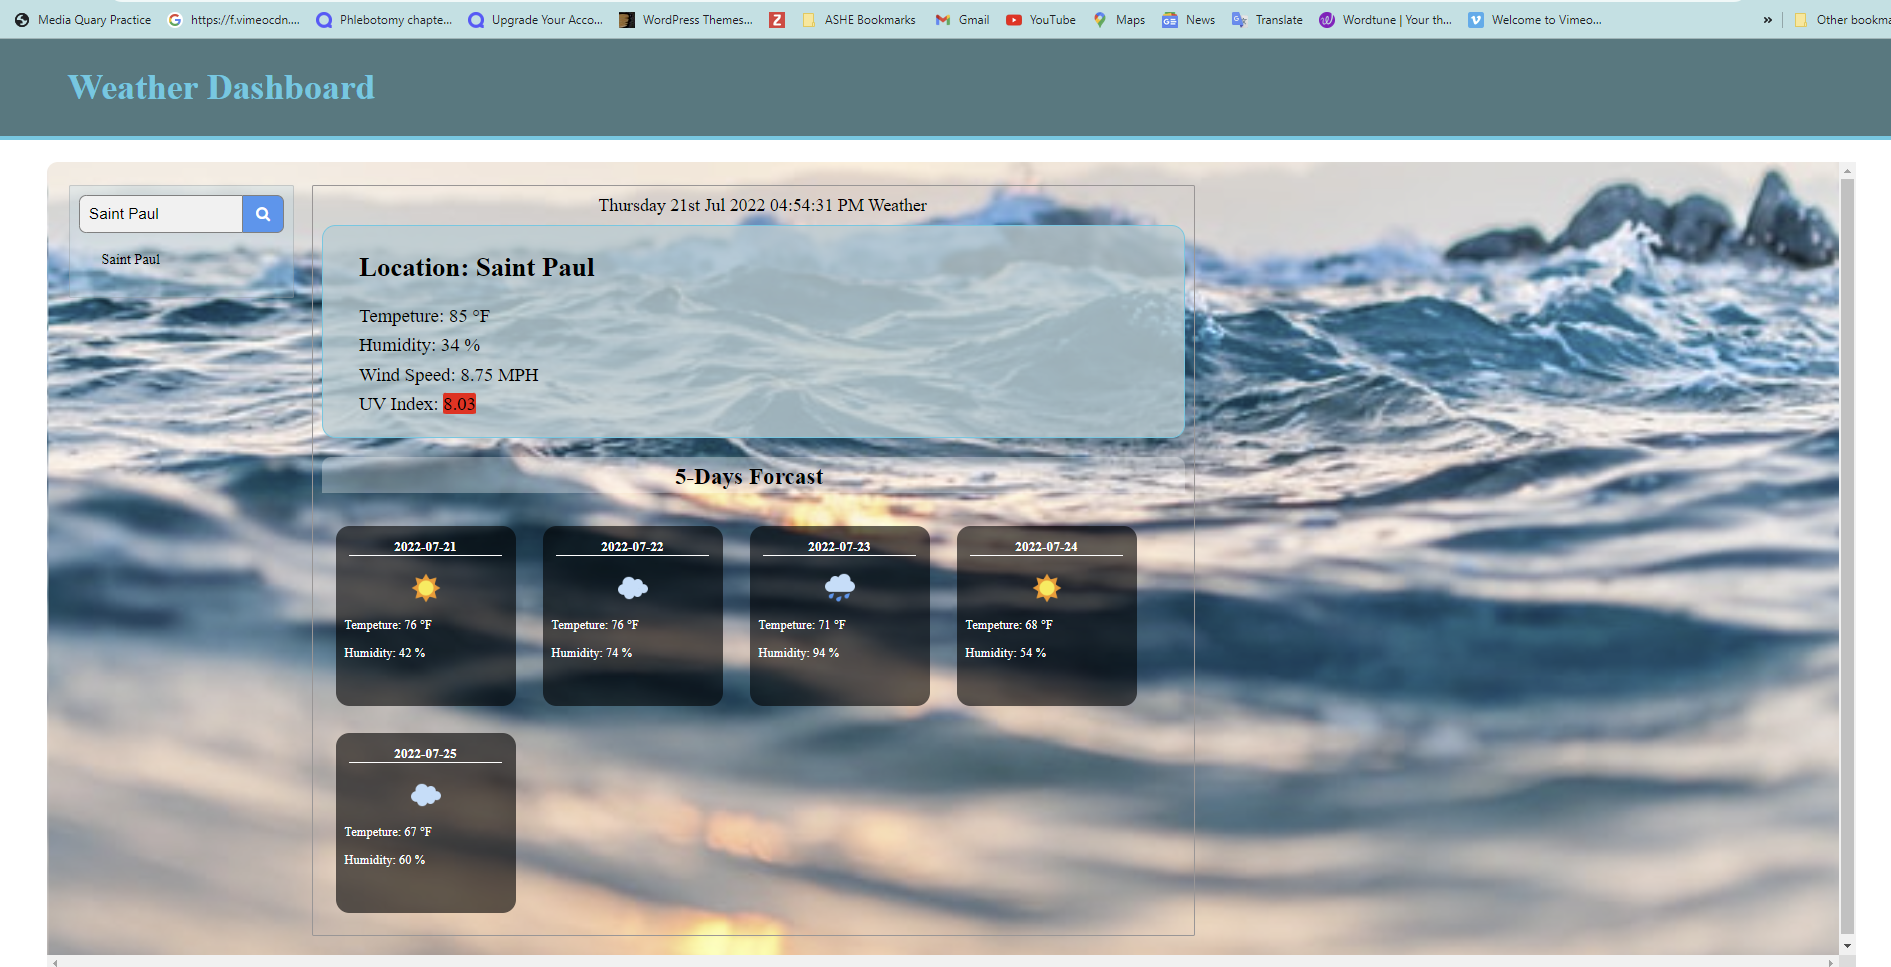 Media Quary Practice https://f.vimeocdn.... Phlebotomy chapte... Upgrade Your Acco... WordPress Themes... Z ASHE Bookmarks Gmail YouTube Maps News Translate Wordtune | Your th... Welcome to Vimeo... » Other bookma
Weather Dashboard
Saint Paul
Saint Paul
Thursday 21st Jul 2022 04:54:31 PM Weather
Location: Saint Paul
Tempeture: 85 °F
Humidity: 34 %
Wind Speed: 8.75 MPH
UV Index: 8.03
5-Days Forcast
2022-07-21
Tempeture: 76 °F
Humidity: 42 %
2022-07-22
Tempeture: 76 °F
Humidity: 74 %
2022-07-23
Tempeture: 71 °F
Humidity: 94 %
2022-07-24
Tempeture: 68 °F
Humidity: 54 %
2022-07-25
Tempeture: 67 °F
Humidity: 60 %